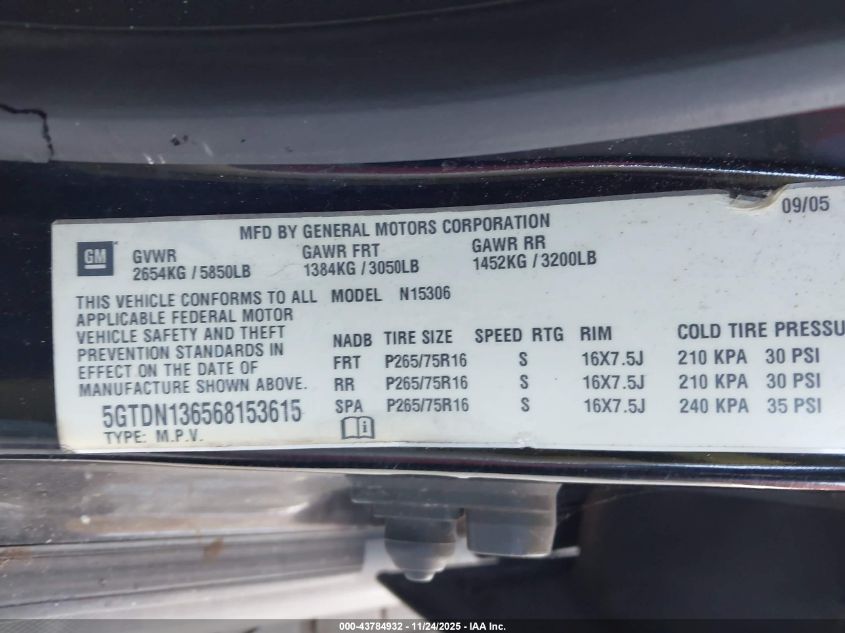 MFD BY GENERAL MOTORS CORPORATION 09/05
GM
GVWR GAWR FRT GAWR RR
2654KG / 5850LB 1384KG / 3050LB 1452KG / 3200LB
THIS VEHICLE CONFORMS TO ALL
APPLICABLE FEDERAL MOTOR
VEHICLE SAFETY AND THEFT
PREVENTION STANDARDS IN
EFFECT ON THE DATE OF
MANUFACTURE SHOWN ABOVE.
5GTDN136568153615
TYPE: M.P.V.
MODEL N15306
NADB TIRE SIZE SPEED RTG RIM COLD TIRE PRESSU
FRT P265/75R16 S 16X7.5J 210 KPA 30 PSI
RR P265/75R16 S 16X7.5J 210 KPA 30 PSI
SPA P265/75R16 S 16X7.5J 240 KPA 35 PSI
000-43784932 - 11/24/2025 - IAA Inc.